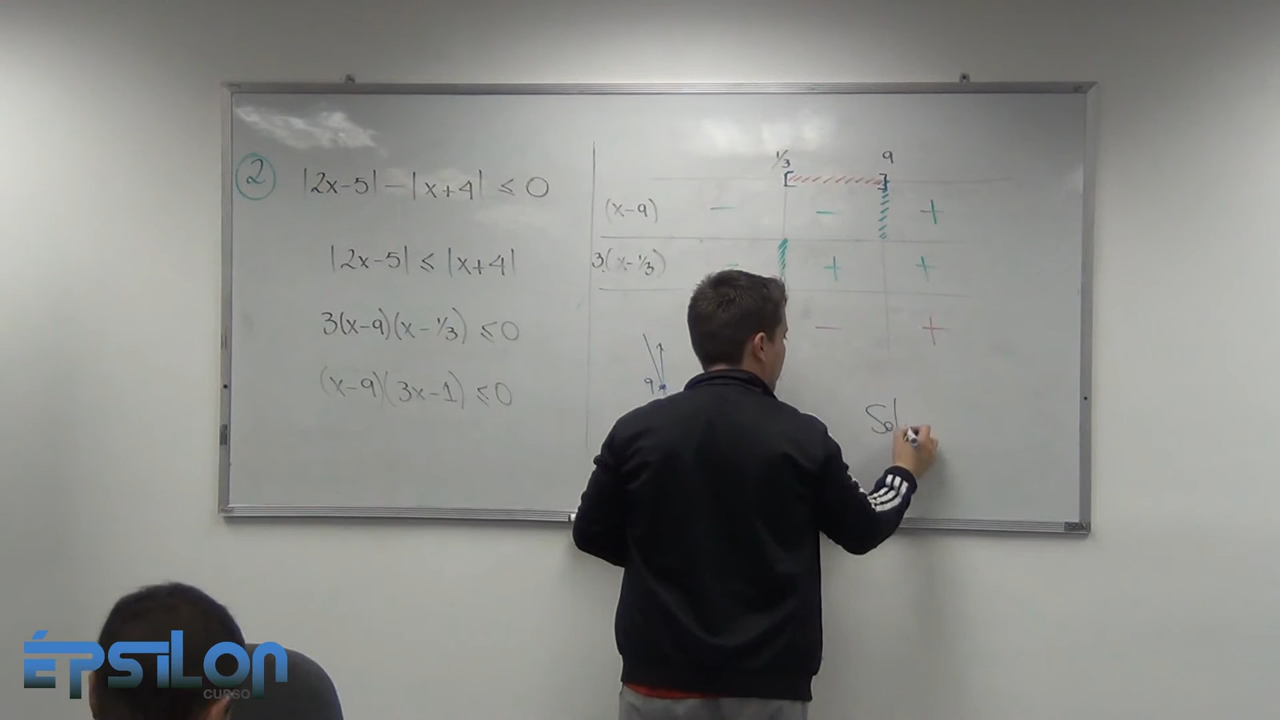 2 |2x-5| - |x+4| ≤ 0
|2x-5| ≤ |x+4|
3(x-9)(x-1/3) ≤ 0
(x-9)(3x-1) ≤ 0
1/3 9
[ ]
(x-9) - - +
3.(x-1/3) - + +
- +
9
Sol
ÉPSILON
CURSO